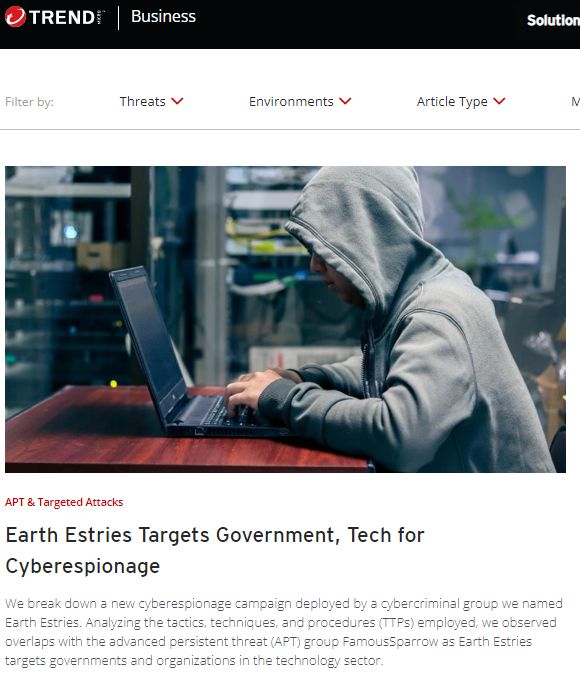 TREND MICRO Business
Solution
Filter by: Threats Environments Article Type M
APT & Targeted Attacks
Earth Estries Targets Government, Tech for
Cyberespionage
We break down a new cyberespionage campaign deployed by a cybercriminal group we named
Earth Estries. Analyzing the tactics, techniques, and procedures (TTPs) employed, we observed
overlaps with the advanced persistent threat (APT) group FamousSparrow as Earth Estries
targets governments and organizations in the technology sector.